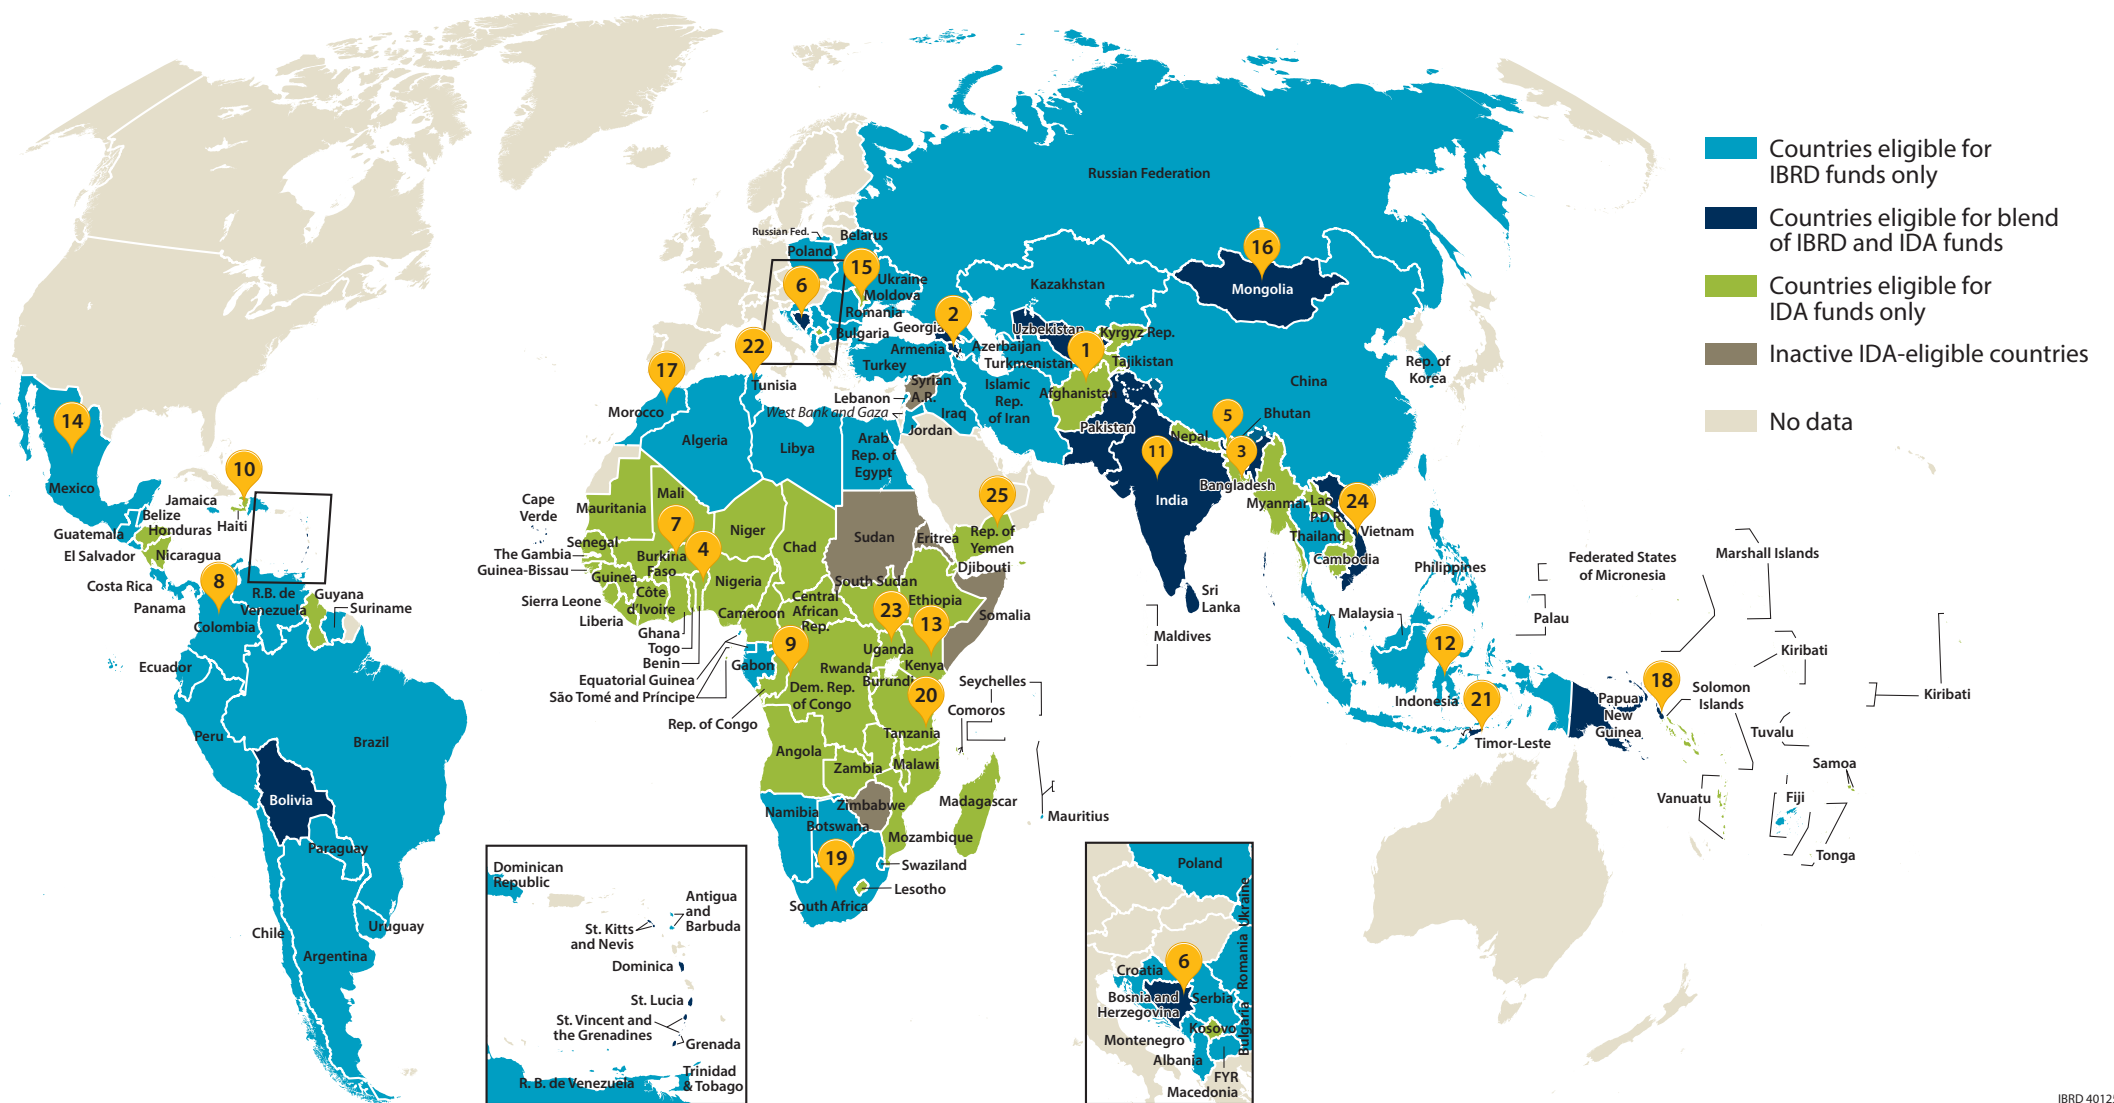 Countries eligible for
IBRD funds only
Countries eligible for blend
of IBRD and IDA funds
Countries eligible for
IDA funds only
Inactive IDA-eligible countries
No data
Russian Federation
Russian Fed.
Belarus
Poland
15
6
Ukraine
Moldova
Romania
Bulgaria
Georgia
2
Armenia
Azerbaijan
Turkey
Turkmenistan
Kazakhstan
Uzbekistan
Kyrgyz Rep.
Tajikistan
1
Afghanistan
16
Mongolia
China
Rep. of
Korea
22
Tunisia
17
Morocco
Algeria
Libya
Arab
Rep. of
Egypt
Syrian
A.R.
Lebanon
West Bank and Gaza
Iraq
Jordan
Islamic
Rep.
of Iran
Pakistan
Nepal
5
Bhutan
3
Bangladesh
11
India
Myanmar
Lao
P.D.R.
24
Vietnam
Thailand
Cambodia
Philippines
Sri
Lanka
Maldives
Malaysia
12
Indonesia
21
Timor-Leste
Papua
New
Guinea
18
Solomon
Islands
Federated States
of Micronesia
Marshall Islands
Palau
Kiribati
Kiribati
Tuvalu
Samoa
Vanuatu
Fiji
Tonga
14
Mexico
10
Jamaica
Belize
Guatemala
Honduras
Haiti
El Salvador
Nicaragua
Costa Rica
8
Panama
R.B. de
Venezuela
Guyana
Suriname
Colombia
Ecuador
Peru
Brazil
Bolivia
Paraguay
Chile
Uruguay
Argentina
Cape
Verde
Mauritania
Mali
7
Niger
Chad
Sudan
Eritrea
25
Rep. of
Yemen
Djibouti
Senegal
The Gambia
Guinea-Bissau
Guinea
Burkina
Faso
4
Nigeria
Sierra Leone
Liberia
Côte
d'Ivoire
Ghana
Togo
Benin
Cameroon
Central
African
Rep.
South Sudan
Ethiopia
Somalia
23
13
Uganda
Kenya
9
Equatorial Guinea
São Tomé and Príncipe
Gabon
Rep. of Congo
Rwanda
Burundi
Dem. Rep.
of Congo
20
Tanzania
Seychelles
Comoros
Angola
Zambia
Malawi
Zimbabwe
Namibia
Botswana
Mozambique
Madagascar
Mauritius
19
Swaziland
Lesotho
South Africa
Dominican
Republic
Antigua
and
Barbuda
St. Kitts
and Nevis
Dominica
St. Lucia
St. Vincent and
the Grenadines
Grenada
R. B. de Venezuela
Trinidad
& Tobago
Poland
Ukraine
6
Croatia
Romania
Bosnia and
Herzegovina
Serbia
Kosovo
Bulgaria
Montenegro
Albania
FYR
Macedonia